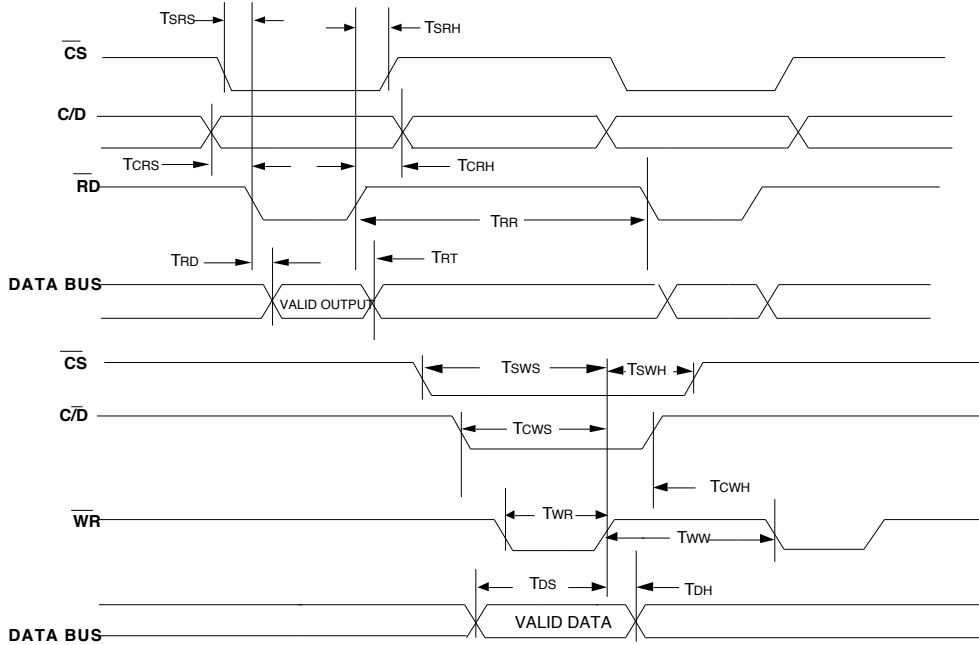 TSRS
TSRH
CS
C/D
TCRS
TCRH
RD
TRR
TRD
TRT
DATA BUS
VALID OUTPUT
CS
TSWS
TSWH
C/D
TCWS
TCWH
WR
TWR
TWW
TDS
TDH
VALID DATA
DATA BUS